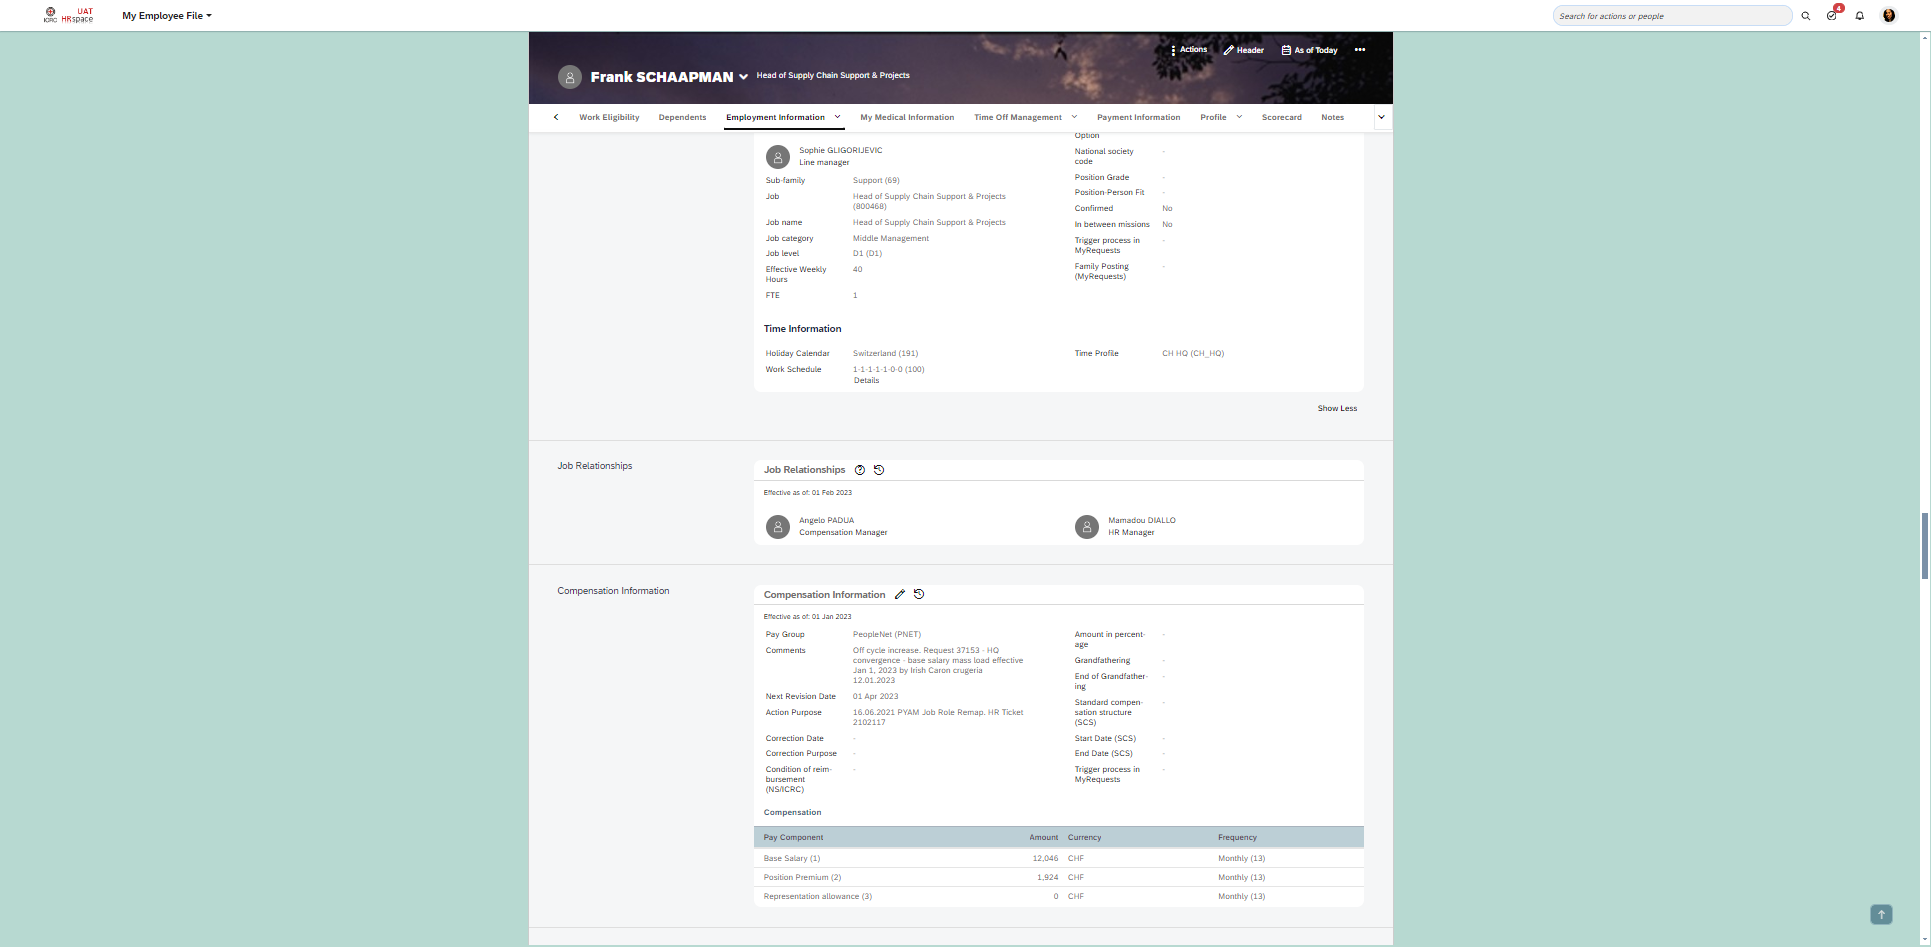 ICRC
UAT
HRspace
My Employee File
Search for actions or people
4
Actions
Header
As of Today
Frank SCHAAPMAN
Head of Supply Chain Support & Projects
Work Eligibility
Dependents
Employment Information
My Medical Information
Time Off Management
Payment Information
Profile
Scorecard
Notes
Sophie GLIGORIJEVIC
Line manager
Sub-family
Support (69)
Job
Head of Supply Chain Support & Projects
(800468)
Job name
Head of Supply Chain Support & Projects
Job category
Middle Management
Job level
D1 (D1)
Effective Weekly
Hours
40
FTE
1
Option
National society
code
-
Position Grade
-
Position-Person Fit
-
Confirmed
No
In between missions
No
Trigger process in
MyRequests
-
Family Posting
(MyRequests)
-
Time Information
Holiday Calendar
Switzerland (191)
Work Schedule
1-1-1-1-1-0-0 (100)
Details
Time Profile
CH HQ (CH_HQ)
Show Less
Job Relationships
Job Relationships
Effective as of: 01 Feb 2023
Angelo PADUA
Compensation Manager
Mamadou DIALLO
HR Manager
Compensation Information
Compensation Information
Effective as of: 01 Jan 2023
Pay Group
PeopleNet (PNET)
Comments
Off cycle increase. Request 37153 - HQ
convergence - base salary mass load effective
Jan 1, 2023 by Irish Caron crugeria
12.01.2023
Next Revision Date
01 Apr 2023
Action Purpose
16.06.2021 PYAM Job Role Remap. HR Ticket
2102117
Correction Date
-
Correction Purpose
-
Condition of reim-
bursement
(NS/ICRC)
-
Amount in percent-
age
-
Grandfathering
-
End of Grandfather-
ing
-
Standard compen-
sation structure
(SCS)
-
Start Date (SCS)
-
End Date (SCS)
-
Trigger process in
MyRequests
-
Compensation
Pay Component Amount Currency Frequency
Base Salary (1) 12,046 CHF Monthly (13)
Position Premium (2) 1,924 CHF Monthly (13)
Representation allowance (3) 0 CHF Monthly (13)